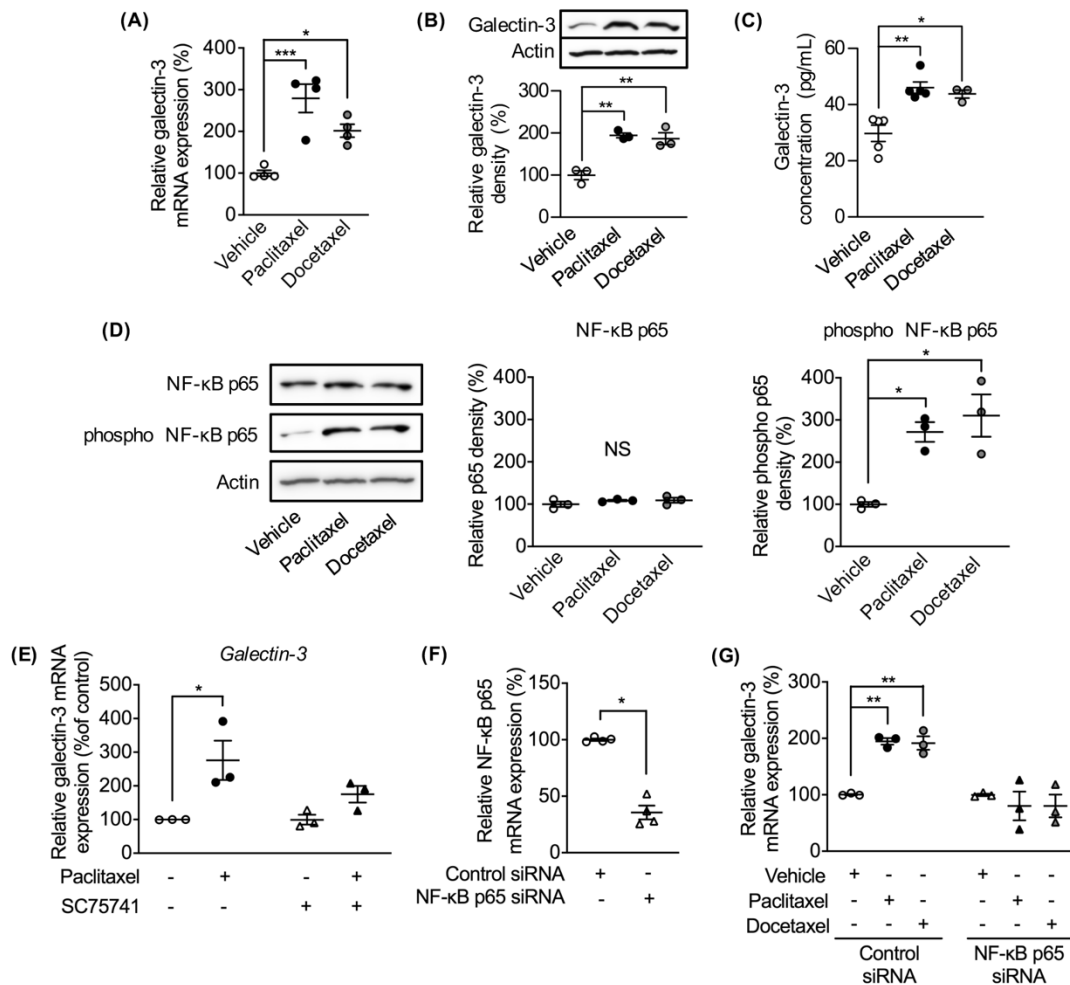 (A)
Relative galectin-3
mRNA expression (%)
400
300
200
100
0
***
*
Vehicle
Paclitaxel
Docetaxel
(B)
Galectin-3
Actin
Relative galectin-3
density (%)
300
200
100
0
**
**
Vehicle
Paclitaxel
Docetaxel
(C)
Galectin-3
concentration (pg/mL)
60
40
20
0
**
*
Vehicle
Paclitaxel
Docetaxel
(D)
NF-κB p65
phospho NF-κB p65
Actin
Vehicle
Paclitaxel
Docetaxel
NF-κB p65
Relative p65 density (%)
400
300
200
100
0
NS
Vehicle
Paclitaxel
Docetaxel
phospho NF-κB p65
Relative phospho p65
density (%)
400
300
200
100
0
*
*
Vehicle
Paclitaxel
Docetaxel
(E)
Galectin-3
Relative galectin-3 mRNA
expression (%of control)
500
400
300
200
100
0
*
Paclitaxel - + - +
SC75741 - - + +
(F)
Relative NF-κB p65
mRNA expression (%)
150
100
50
0
*
Control siRNA + -
NF-κB p65 siRNA - +
(G)
Relative galectin-3
mRNA expression (%)
300
200
100
0
**
**
Vehicle + - - + - -
Paclitaxel - + - - + -
Docetaxel - - + - - +
Control
siRNA
NF-κB p65
siRNA